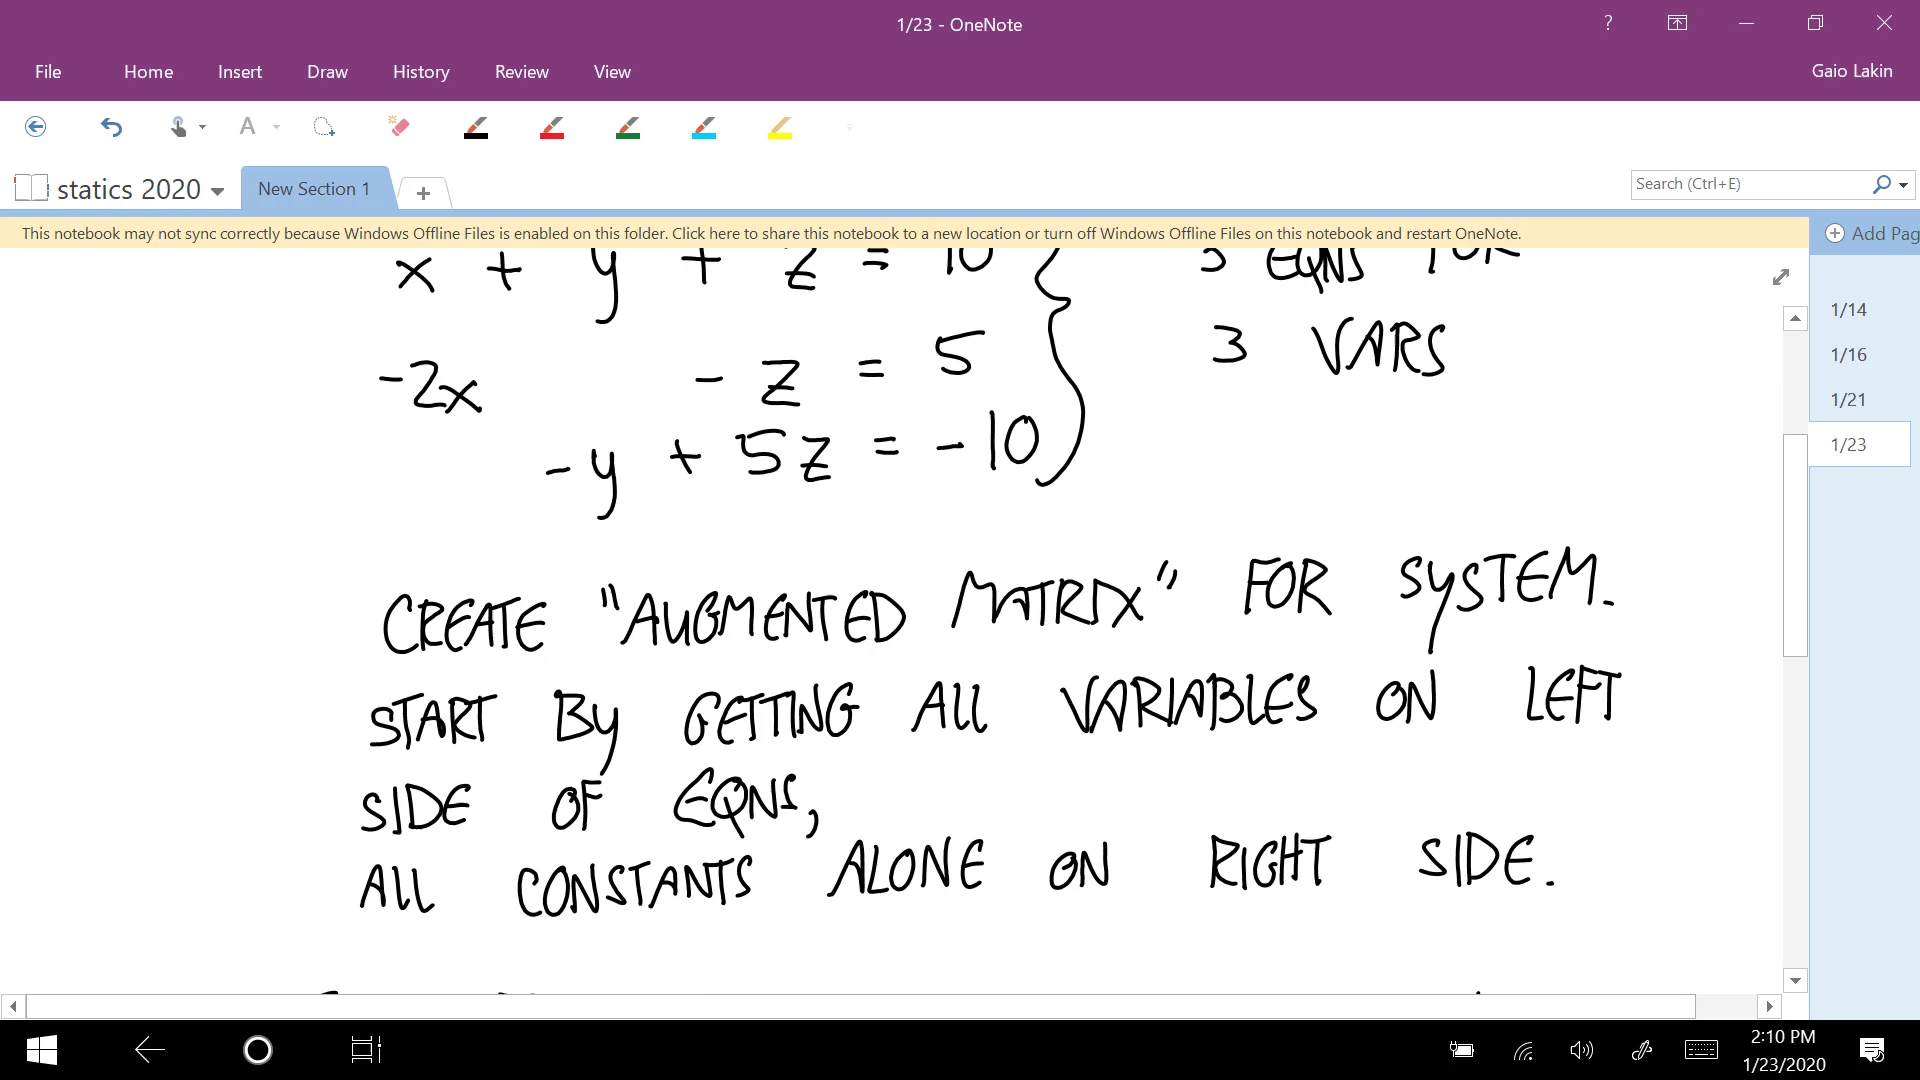 1/23 - OneNote
?
File Home Insert Draw History Review View
Gaio Lakin
A
statics 2020
New Section 1
+
Search (Ctrl+E)
This notebook may not sync correctly because Windows Offline Files is enabled on this folder. Click here to share this notebook to a new location or turn off Windows Offline Files on this notebook and restart OneNote.
Add Pag
1/14
1/16
1/21
1/23
x + y + z = 10 3 EQNS FOR
-2x - z = 5 3 VARS
-y + 5z = -10
CREATE "AUGMENTED MATRIX" FOR SYSTEM.
START BY GETTING ALL VARIABLES ON LEFT
SIDE OF EQNS,
ALL CONSTANTS ALONE ON RIGHT SIDE.
2:10 PM
1/23/2020